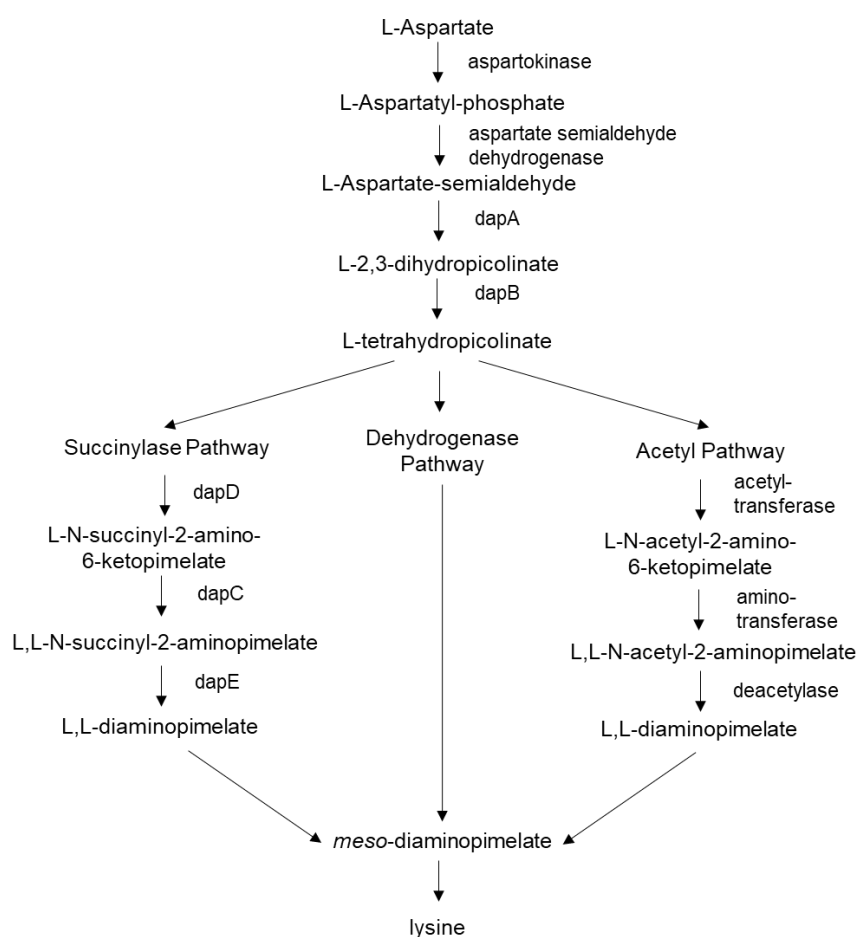 L-Aspartate
aspartokinase
L-Aspartatyl-phosphate
aspartate semialdehyde
dehydrogenase
L-Aspartate-semialdehyde
dapA
L-2,3-dihydropicolinate
dapB
L-tetrahydropicolinate
Succinylase Pathway
dapD
L-N-succinyl-2-amino-
6-ketopimelate
dapC
L,L-N-succinyl-2-aminopimelate
dapE
L,L-diaminopimelate
Dehydrogenase
Pathway
Acetyl Pathway
acetyl-
transferase
L-N-acetyl-2-amino-
6-ketopimelate
amino-
transferase
L,L-N-acetyl-2-aminopimelate
deacetylase
L,L-diaminopimelate
meso-diaminopimelate
lysine